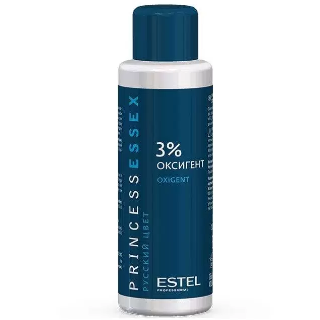 PRINCESS ESSEX
РУССКИЙ ЦВЕТ
3%
ОКСИГЕНТ
OXIGENT
ESTEL
PROFESSIONAL